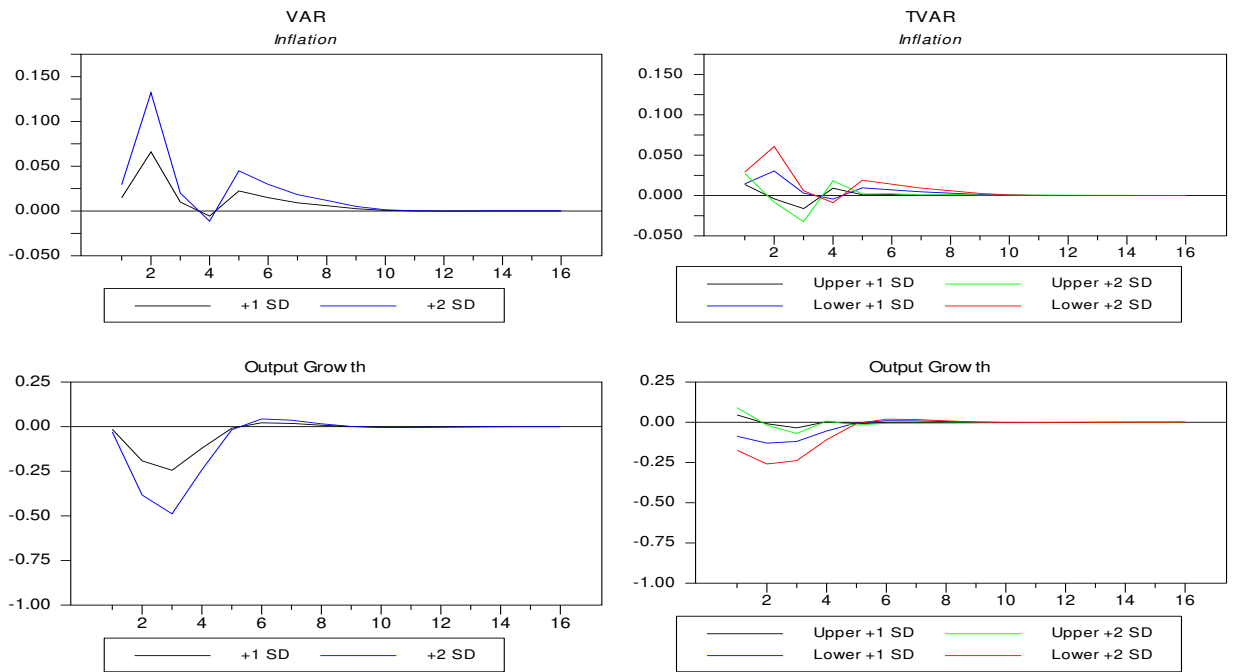 VAR
Inflation
0.150
0.100
0.050
0.000
-0.050
2 4 6 8 10 12 14 16
+1 SD +2 SD
TVAR
Inflation
0.150
0.100
0.050
0.000
-0.050
2 4 6 8 10 12 14 16
Upper +1 SD Upper +2 SD
Lower +1 SD Lower +2 SD
Output Growth
0.25
0.00
-0.25
-0.50
-0.75
-1.00
2 4 6 8 10 12 14 16
+1 SD +2 SD
Output Growth
0.25
0.00
-0.25
-0.50
-0.75
-1.00
2 4 6 8 10 12 14 16
Upper +1 SD Upper +2 SD
Lower +1 SD Lower +2 SD